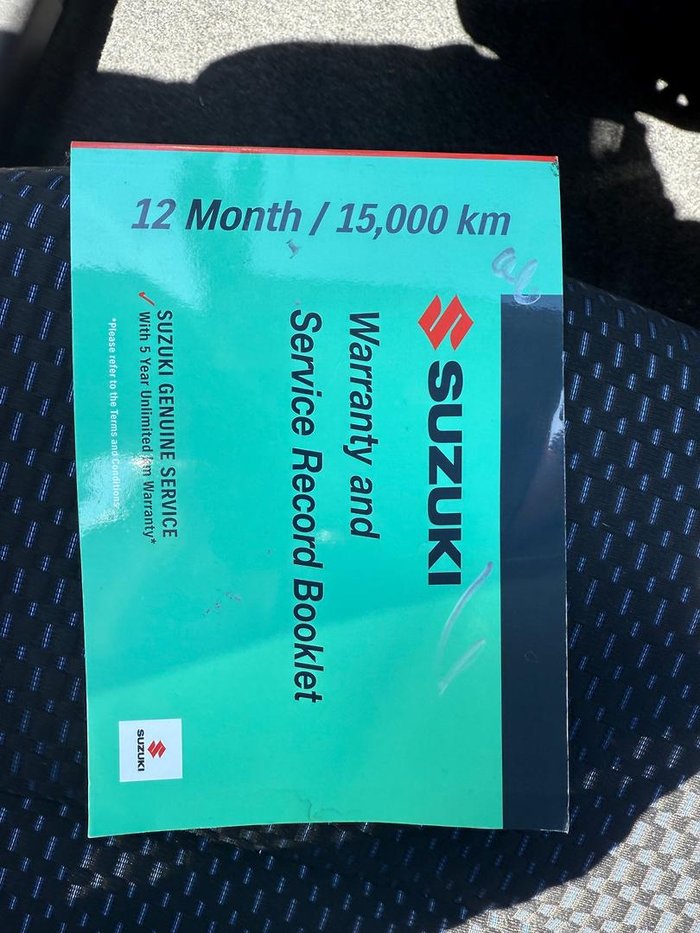 12 Month / 15,000 km
SUZUKI
Warranty and
Service Record Booklet
✓ SUZUKI GENUINE SERVICE
With 5 Year Unlimited km Warranty*
*Please refer to the Terms and Conditions
SUZUKI